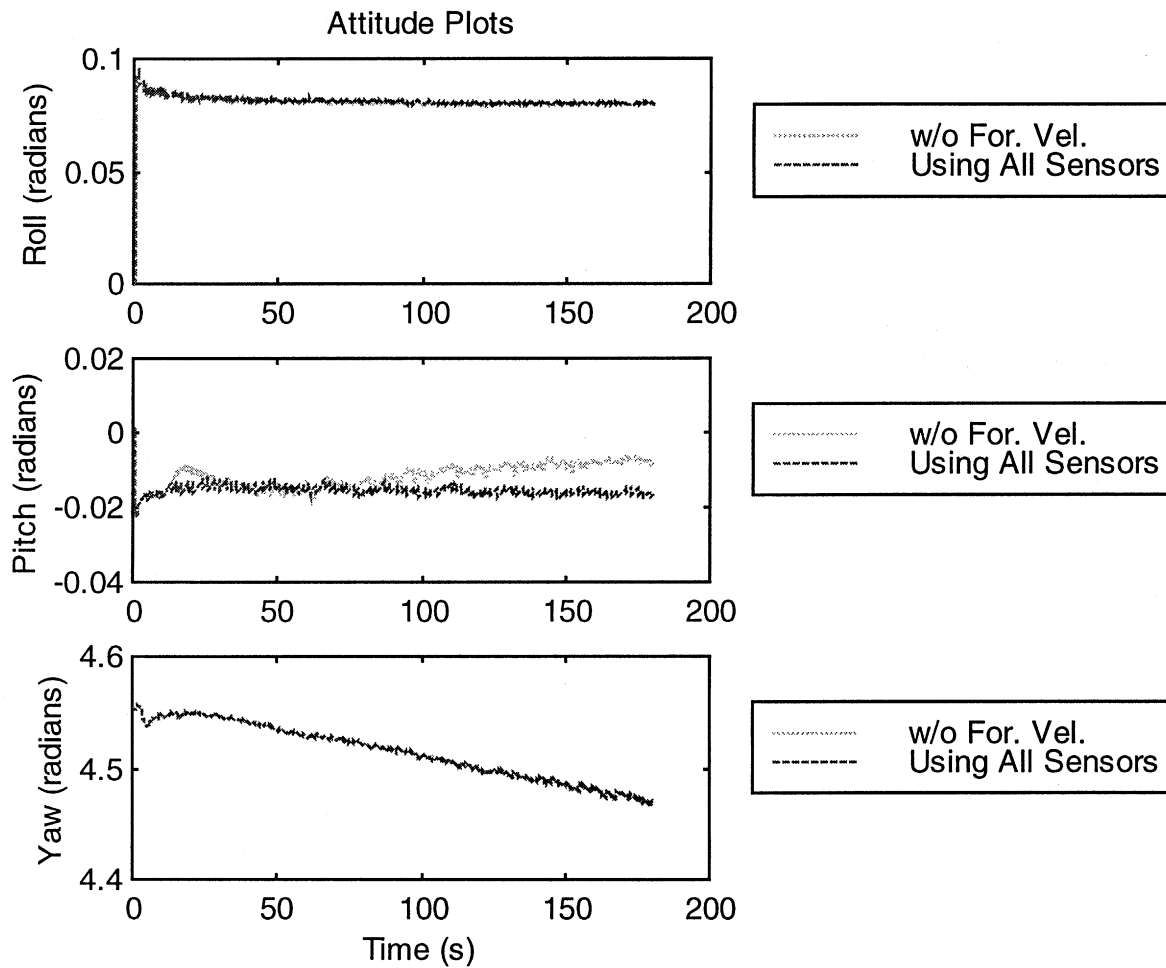 Attitude Plots
Roll (radians)
0.1
0.05
0
0 50 100 150 200
w/o For. Vel.
Using All Sensors
Pitch (radians)
0.02
0
-0.02
-0.04
0 50 100 150 200
w/o For. Vel.
Using All Sensors
Yaw (radians)
4.6
4.5
4.4
0 50 100 150 200
Time (s)
w/o For. Vel.
Using All Sensors